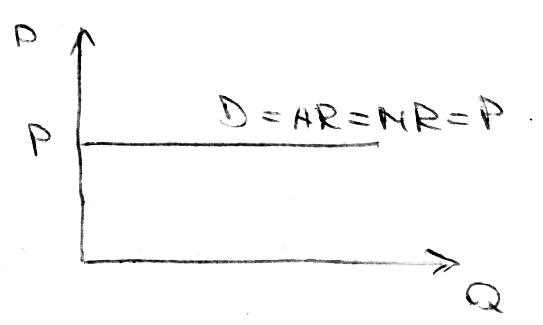 P
D = AR = MR = P
P
Q